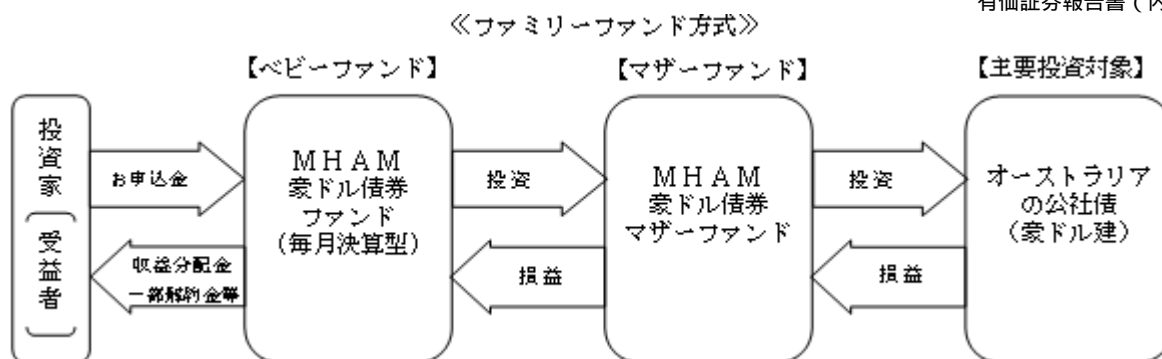 有価証券報告書（内
≪ファミリーファンド方式≫
【ベビーファンド】
【マザーファンド】
【主要投資対象】
投資家
（受益者）
お申込金
収益分配金
一部解約金等
ＭＨＡＭ
豪ドル債券
ファンド
（毎月決算型）
投資
損益
ＭＨＡＭ
豪ドル債券
マザーファンド
投資
損益
オーストラリア
の公社債
（豪ドル建）